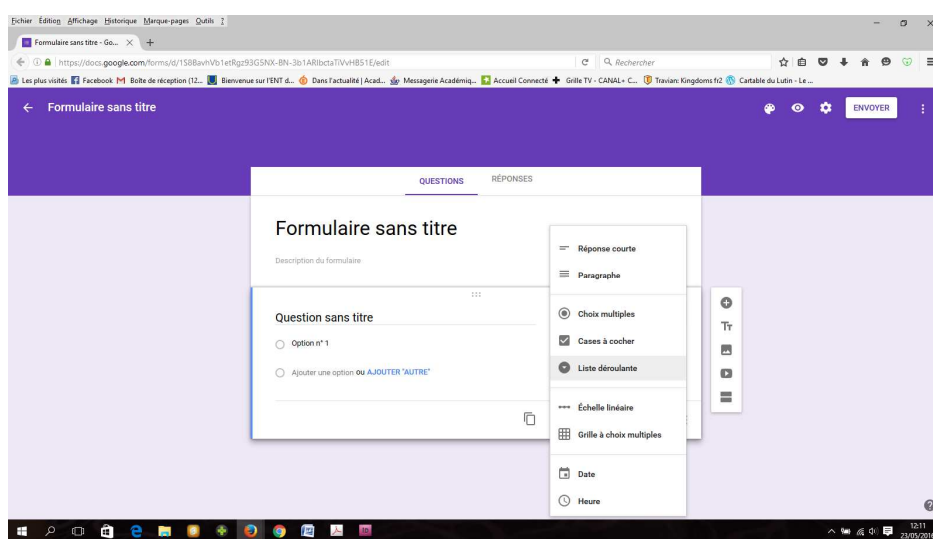 Fichier Édition Affichage Historique Marque-pages Outils ?
Formulaire sans titre - Go... × +
https://docs.google.com/forms/d/1S8BavhVb1etRgz93G5NX-BN-3b1ARlbctaTiVvHB51E/edit Rechercher
Les plus visités Facebook Boîte de réception (12... Bienvenue sur l'ENT d... Dans l'actualité | Acad... Messagerie Académiq... Accueil Connecté Grille TV - CANAL+ C... Travian: Kingdoms fr2 Cartable du Lutin - Le ...
Formulaire sans titre ENVOYER
QUESTIONS RÉPONSES
Formulaire sans titre
Description du formulaire
Question sans titre
Option n° 1
Ajouter une option ou AJOUTER "AUTRE"
Réponse courte
Paragraphe
Choix multiples
Cases à cocher
Liste déroulante
Échelle linéaire
Grille à choix multiples
Date
Heure
Tт
12:11
23/05/2016